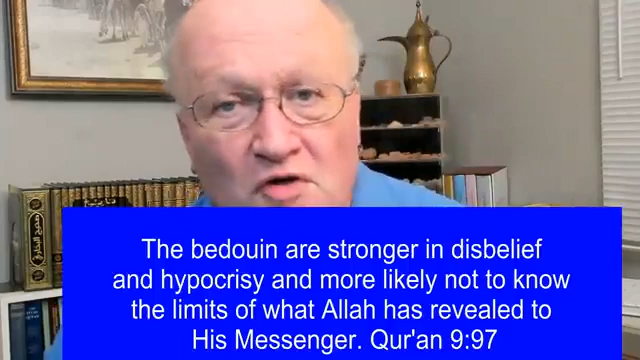 The bedouin are stronger in disbelief
and hypocrisy and more likely not to know
the limits of what Allah has revealed to
His Messenger. Qur'an 9:97